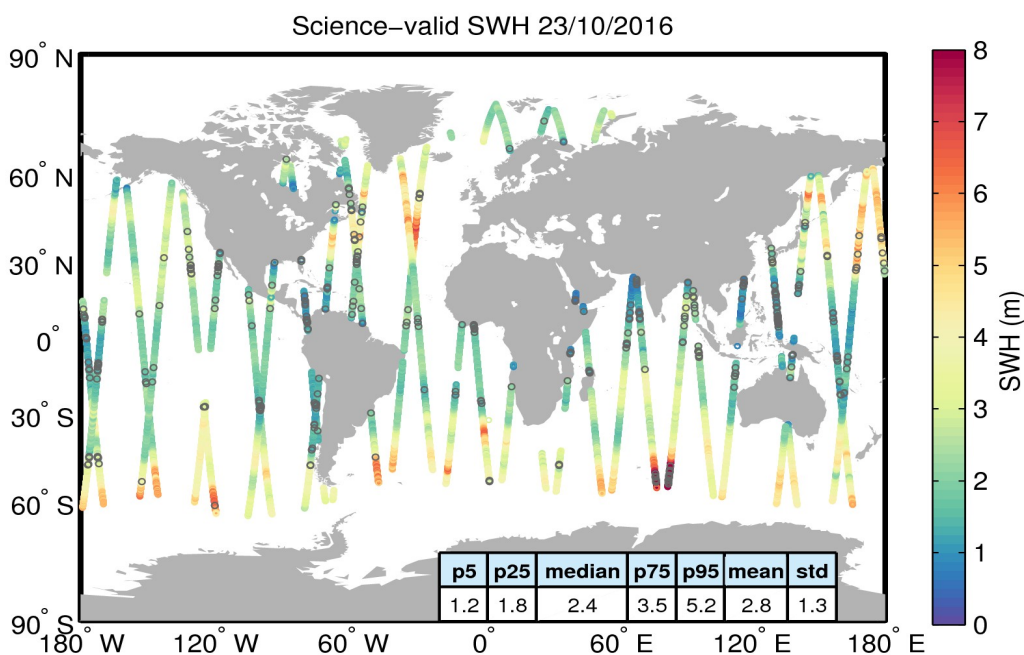 Science−valid SWH 23/10/2016
90° N
60° N
30° N
0°
30° S
60° S
90° S
180° W
120° W
60° W
0°
60° E
120° E
180° E
p5 p25 median p75 p95 mean std
1.2 1.8 2.4 3.5 5.2 2.8 1.3
8
7
6
5
4
3
2
1
0
SWH (m)